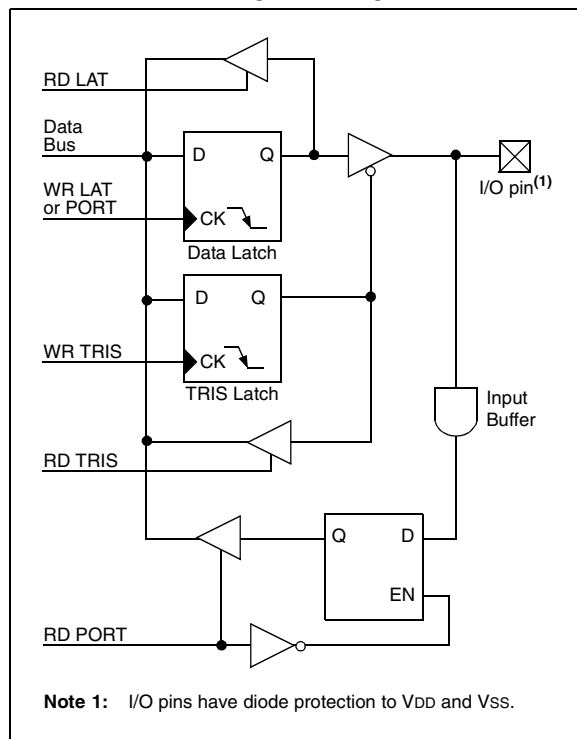 RD LAT
Data
Bus
D Q
I/O pin(1)
WR LAT
or PORT
CK
Data Latch
D Q
WR TRIS
CK
TRIS Latch
Input
Buffer
RD TRIS
Q D
EN
RD PORT
Note 1: I/O pins have diode protection to VDD and VSS.